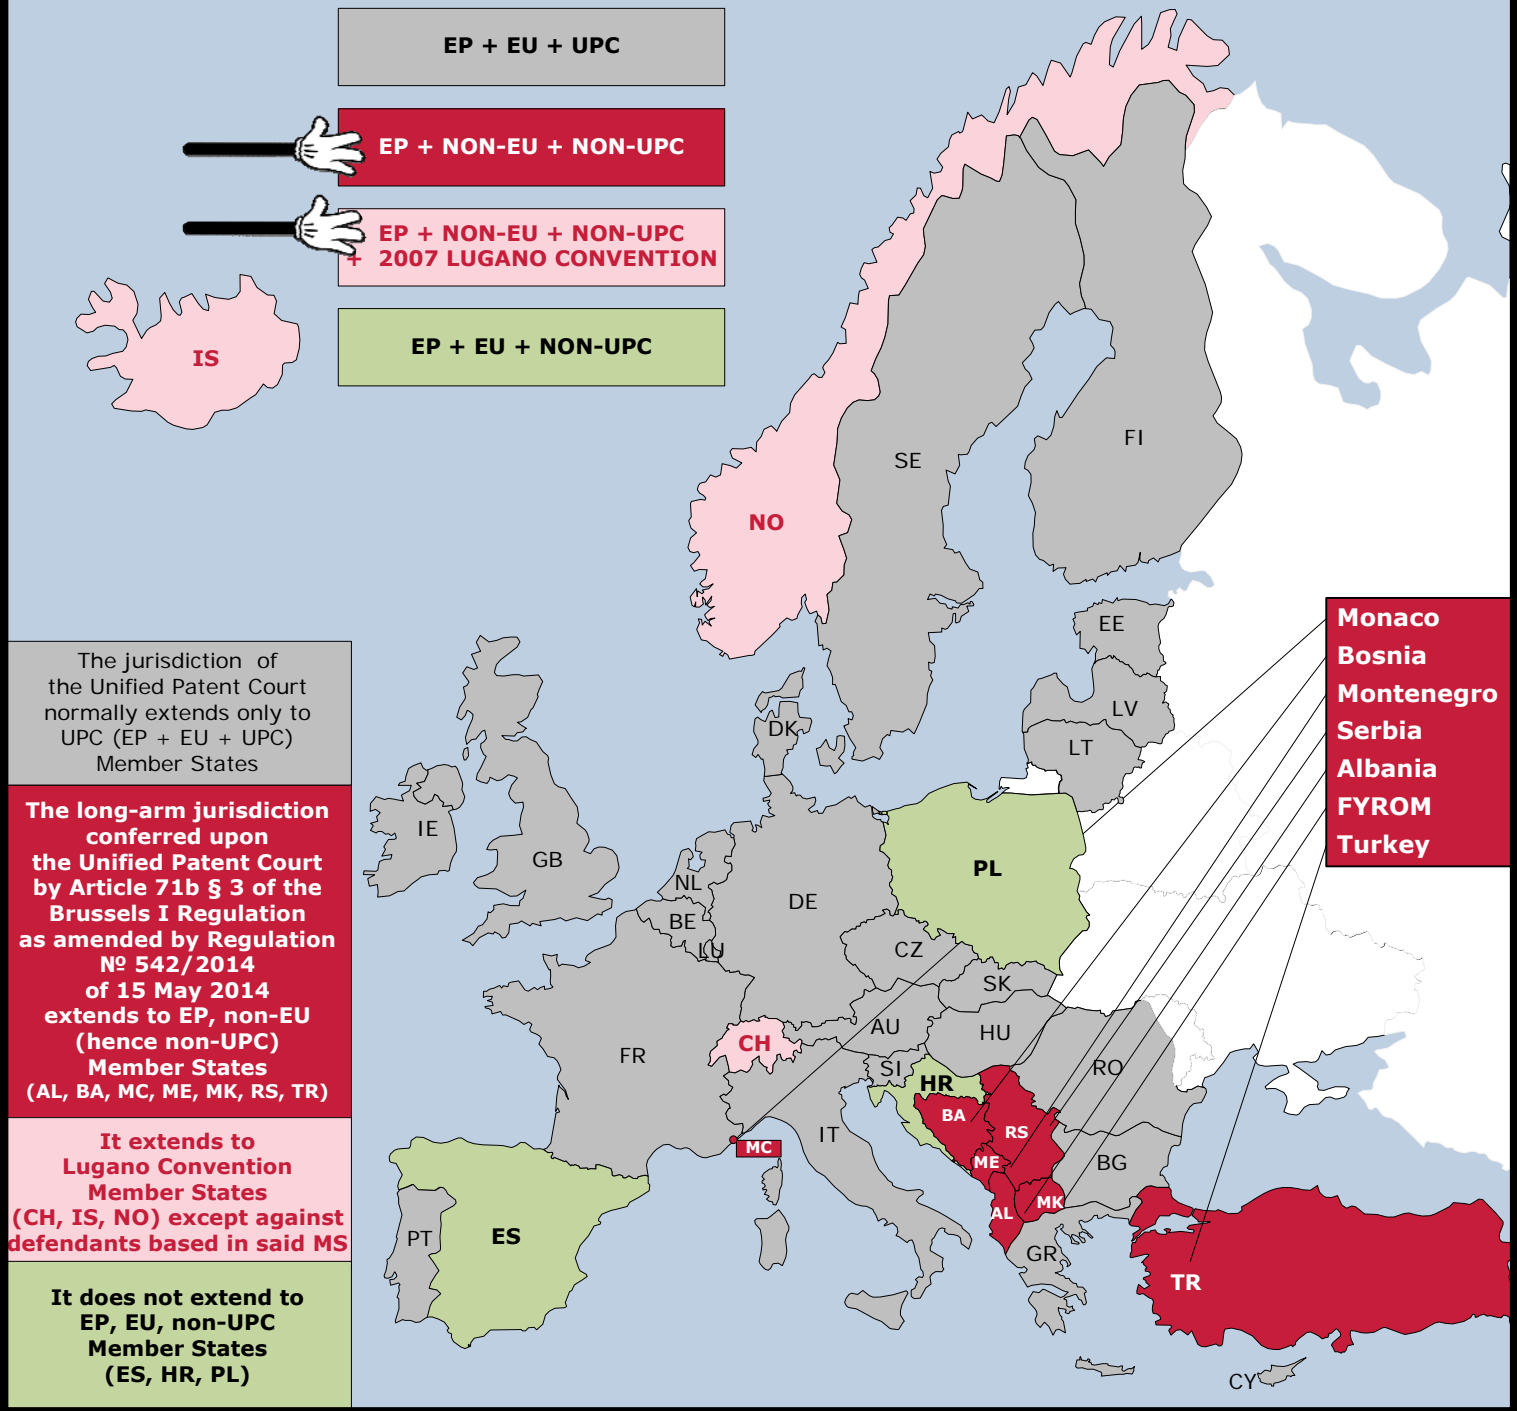 EP + EU + UPC
EP + NON-EU + NON-UPC
EP + NON-EU + NON-UPC
+ 2007 LUGANO CONVENTION
EP + EU + NON-UPC
IS
NO
SE
FI
EE
LV
LT
DK
IE
GB
NL
BE
LU
DE
PL
CZ
SK
AU
HU
RO
FR
CH
SI
HR
BA
RS
ME
MK
AL
BG
IT
MC
PT
ES
GR
TR
CY
Monaco
Bosnia
Montenegro
Serbia
Albania
FYROM
Turkey
The jurisdiction of
the Unified Patent Court
normally extends only to
UPC (EP + EU + UPC)
Member States
The long-arm jurisdiction
conferred upon
the Unified Patent Court
by Article 71b § 3 of the
Brussels I Regulation
as amended by Regulation
№ 542/2014
of 15 May 2014
extends to EP, non-EU
(hence non-UPC)
Member States
(AL, BA, MC, ME, MK, RS, TR)
It extends to
Lugano Convention
Member States
(CH, IS, NO) except against
defendants based in said MS
It does not extend to
EP, EU, non-UPC
Member States
(ES, HR, PL)